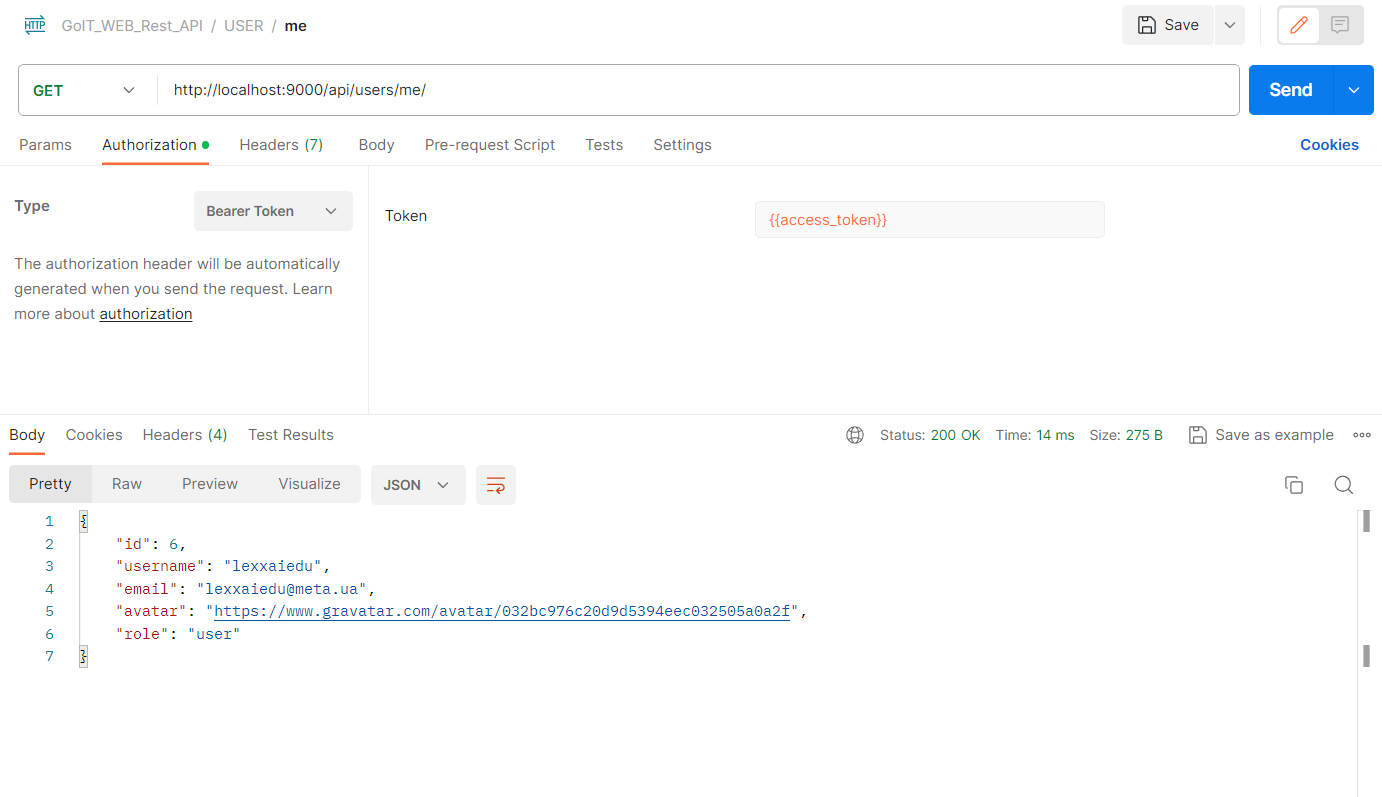 HTTP GoIT_WEB_Rest_API / USER / me Save
GET http://localhost:9000/api/users/me/ Send
Params Authorization Headers (7) Body Pre-request Script Tests Settings Cookies
Type Bearer Token
The authorization header will be automatically
generated when you send the request. Learn
more about authorization
Token {{access_token}}
Body Cookies Headers (4) Test Results Status: 200 OK Time: 14 ms Size: 275 B Save as example
Pretty Raw Preview Visualize JSON
1 {
2 "id": 6,
3 "username": "lexxaiedu",
4 "email": "lexxaiedu@meta.ua",
5 "avatar": "https://www.gravatar.com/avatar/032bc976c20d9d5394eec032505a0a2f",
6 "role": "user"
7 }